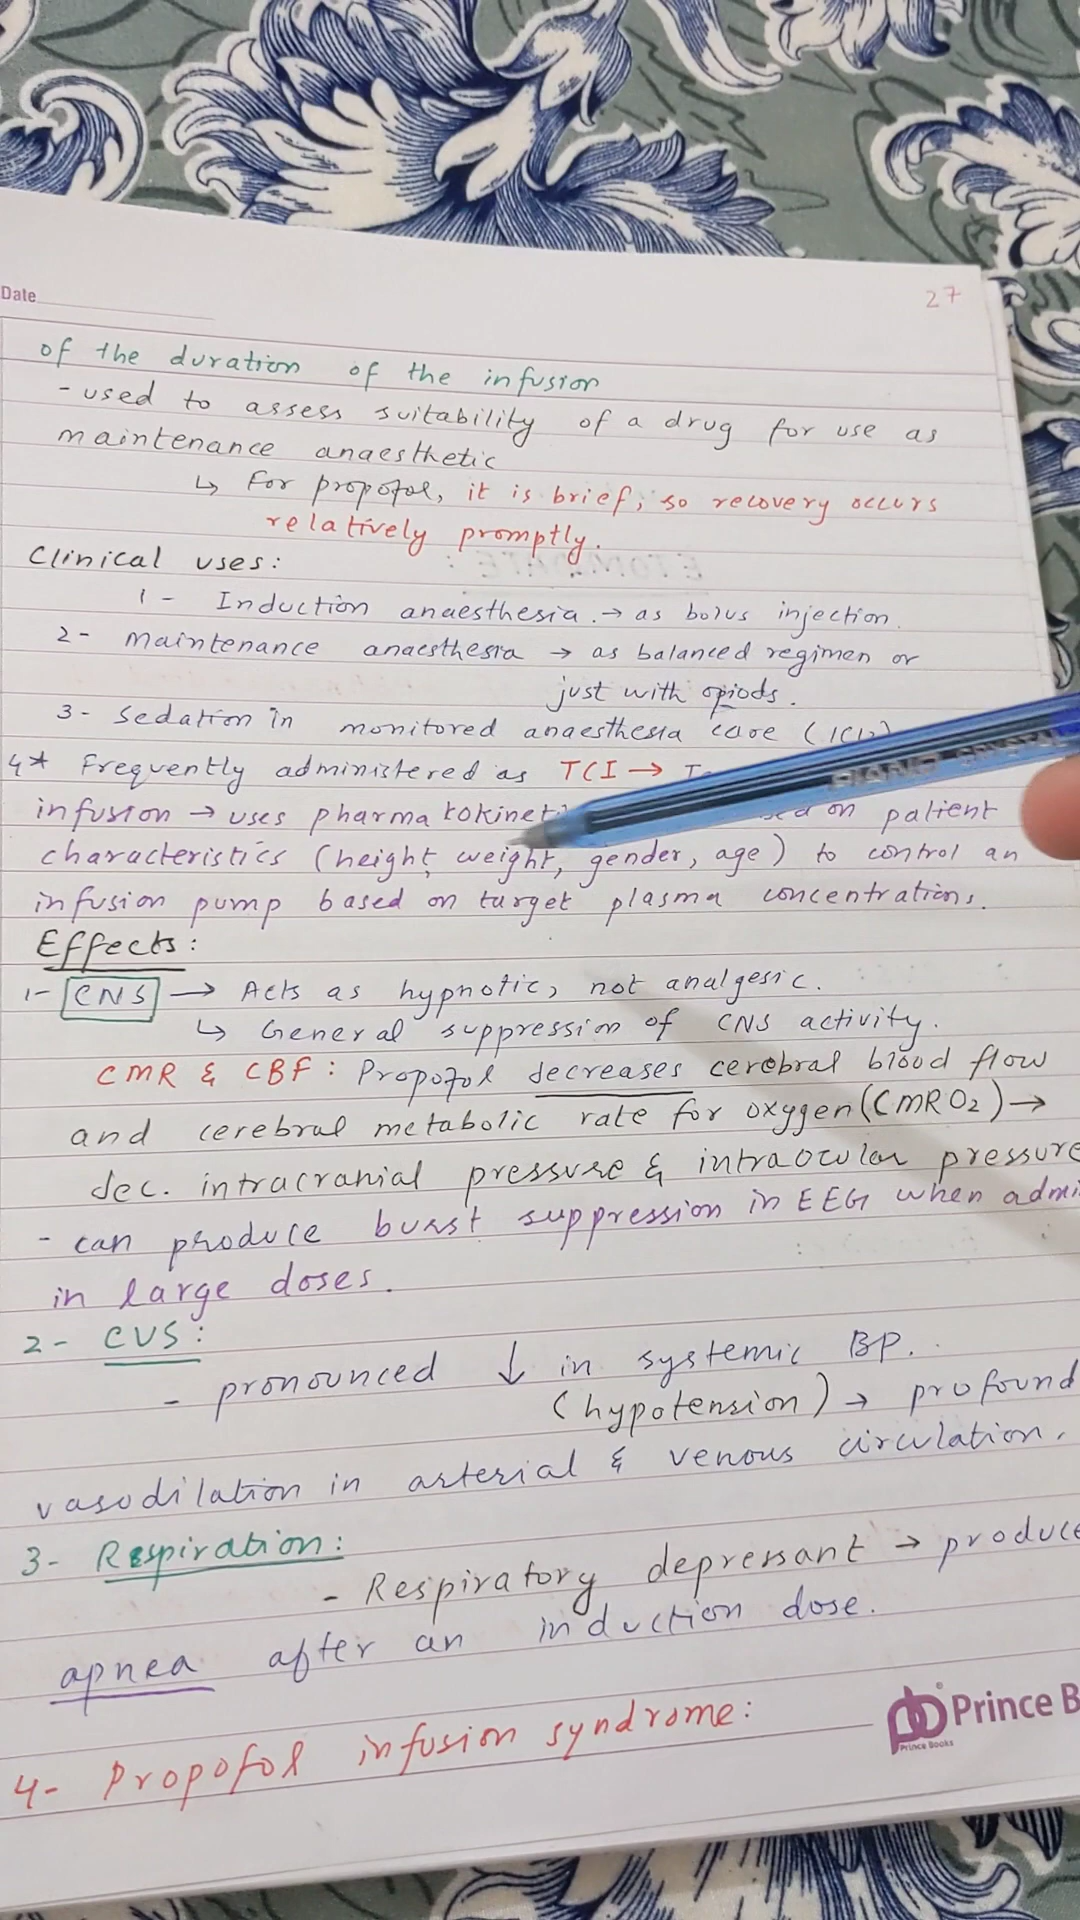 Date
27
of the duration of the infusion
- used to assess suitability of a drug for use as
maintenance anaesthetic
↳ For propofol, it is brief, so recovery occurs
relatively promptly.
Clinical uses:
1- Induction anaesthesia. → as bolus injection.
2- Maintenance anaesthesia → as balanced regimen or
just with opiods.
3- Sedation in monitored anaesthesia care
4* Frequently administered as TCI →
infusion → uses on patient
characteristics (height, weight, gender, age) to control an
infusion pump based on target plasma concentrations.
Effects:
1- CNS → Acts as hypnotic, not analgesic.
↳ General suppression of CNS activity.
CMR & CBF: Propofol decreases cerebral blood flow
and cerebral metabolic rate for oxygen (CMRO2) →
dec. intracranial pressure & intraocular pressure
- can produce burst suppression in EEG when admi
in large doses.
2- CVS:
- pronounced ↓ in systemic BP.
(hypotension) → profound
vasodilation in arterial & venous circulation.
3- Respiration:
- Respiratory depressant → produce
apnea after an induction dose.
4- Propofol infusion syndrome:
Prince B
Prince Books